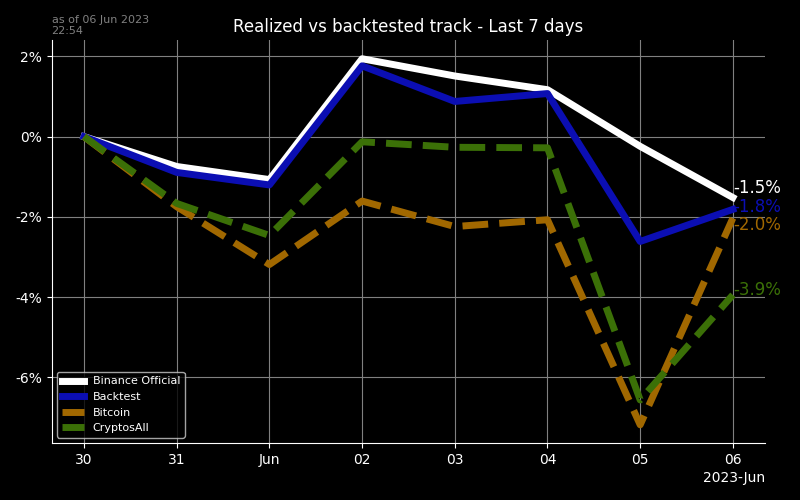 as of 06 Jun 2023
22:54
Realized vs backtested track - Last 7 days
2%
0%
-2%
-4%
-6%
-1.5%
-1.8%
-2.0%
-3.9%
Binance Official
Backtest
Bitcoin
CryptosAll
30 31 Jun 02 03 04 05 06
2023-Jun